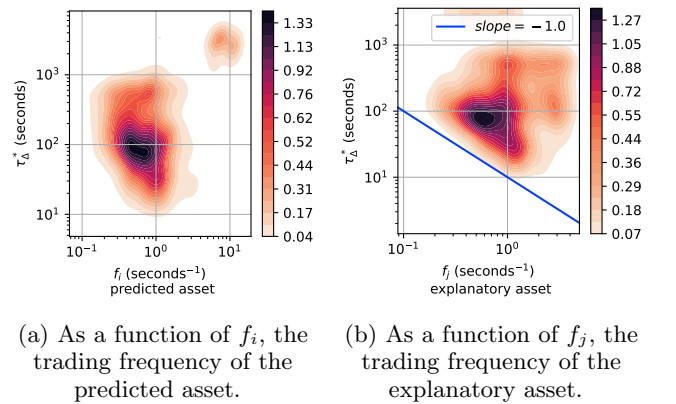 10³
10²
10¹
τ*Δ (seconds)
10⁻¹
10⁰
10¹
fᵢ (seconds⁻¹)
predicted asset
1.33
1.13
0.92
0.76
0.61
0.52
0.44
0.31
0.17
0.04
slope = −1.0
10³
10²
10¹
τ*Δ (seconds)
10⁻¹
10⁰
fⱼ (seconds⁻¹)
explanatory asset
1.27
1.05
0.88
0.72
0.55
0.44
0.36
0.29
0.18
0.07
(a) As a function of fᵢ, the
trading frequency of the
predicted asset.
(b) As a function of fⱼ, the
trading frequency of the
explanatory asset.